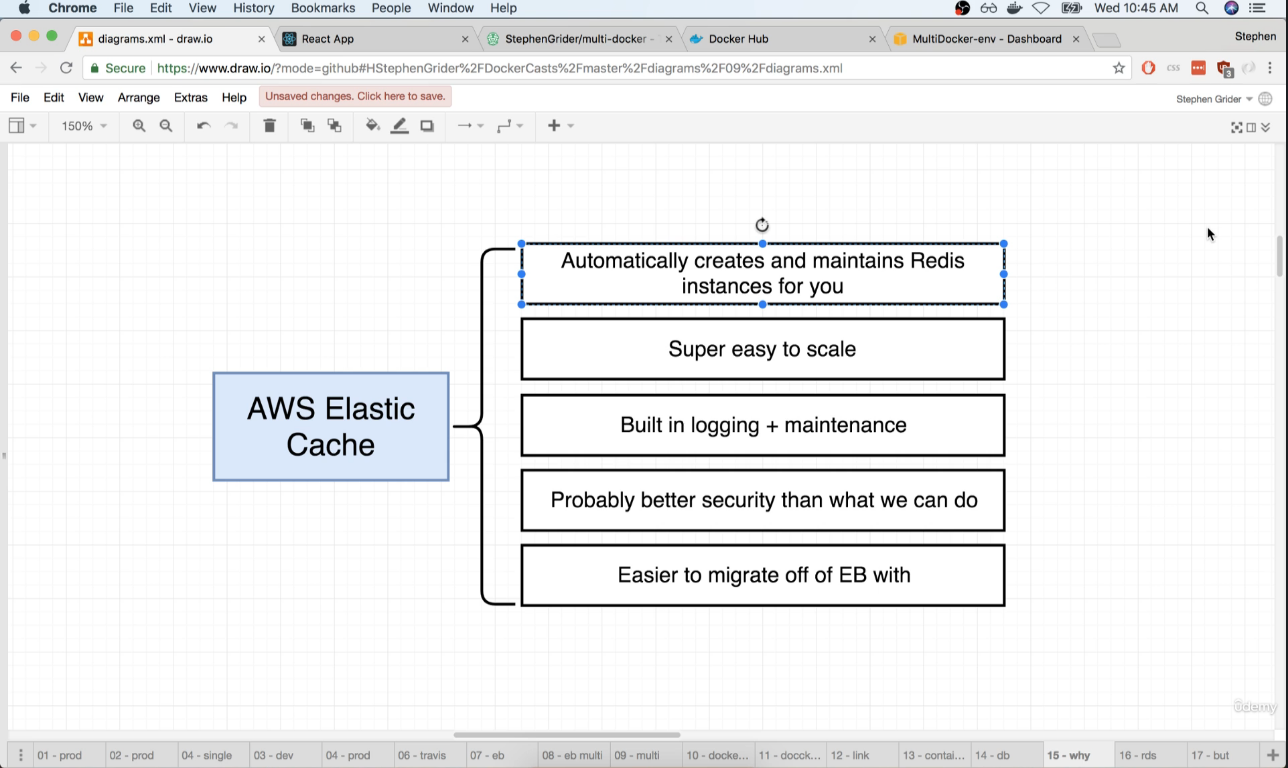 Chrome File Edit View History Bookmarks People Window Help Wed 10:45 AM
diagrams.xml - draw.io React App StephenGrider/multi-docker - Docker Hub MultiDocker-env - Dashboard Stephen
Secure https://www.draw.io/?mode=github#HStephenGrider%2FDockerCasts%2Fmaster%2Fdiagrams%2F09%2Fdiagrams.xml css 3
File Edit View Arrange Extras Help Unsaved changes. Click here to save. Stephen Grider
150%
Automatically creates and maintains Redis
instances for you
Super easy to scale
AWS Elastic
Cache
Built in logging + maintenance
Probably better security than what we can do
Easier to migrate off of EB with
ûdemy
01 - prod 02 - prod 04 - single 03 - dev 04 - prod 06 - travis 07 - eb 08 - eb multi 09 - multi 10 - docke... 11 - docck... 12 - link 13 - contai... 14 - db 15 - why 16 - rds 17 - but